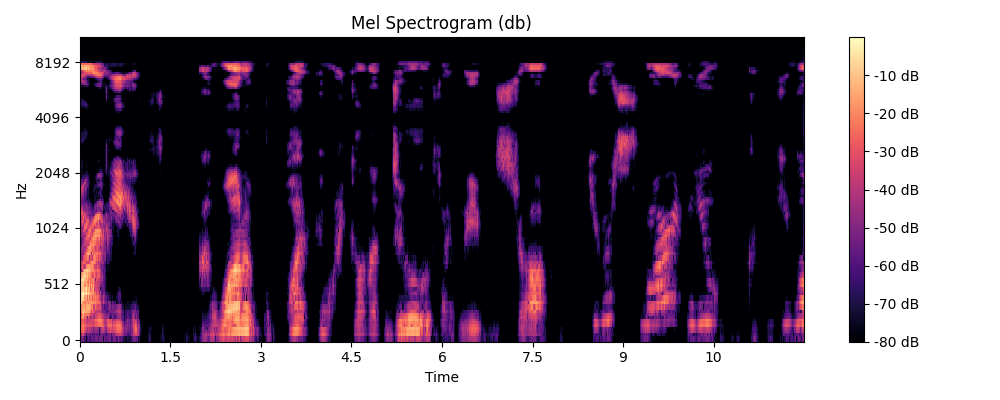 Mel Spectrogram (db)
8192
4096
2048
1024
512
0
Hz
0 1.5 3 4.5 6 7.5 9 10
Time
-10 dB
-20 dB
-30 dB
-40 dB
-50 dB
-60 dB
-70 dB
-80 dB